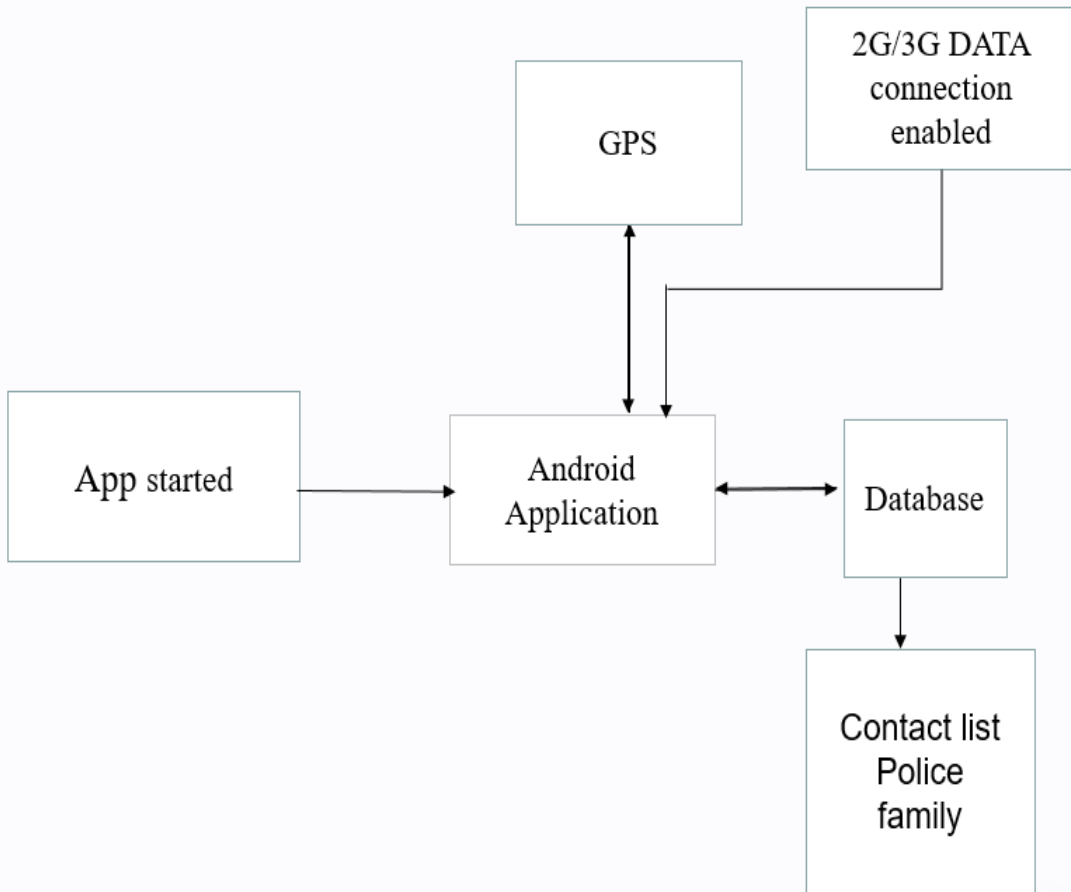 2G/3G DATA
connection
enabled
GPS
App started
Android
Application
Database
Contact list
Police
family